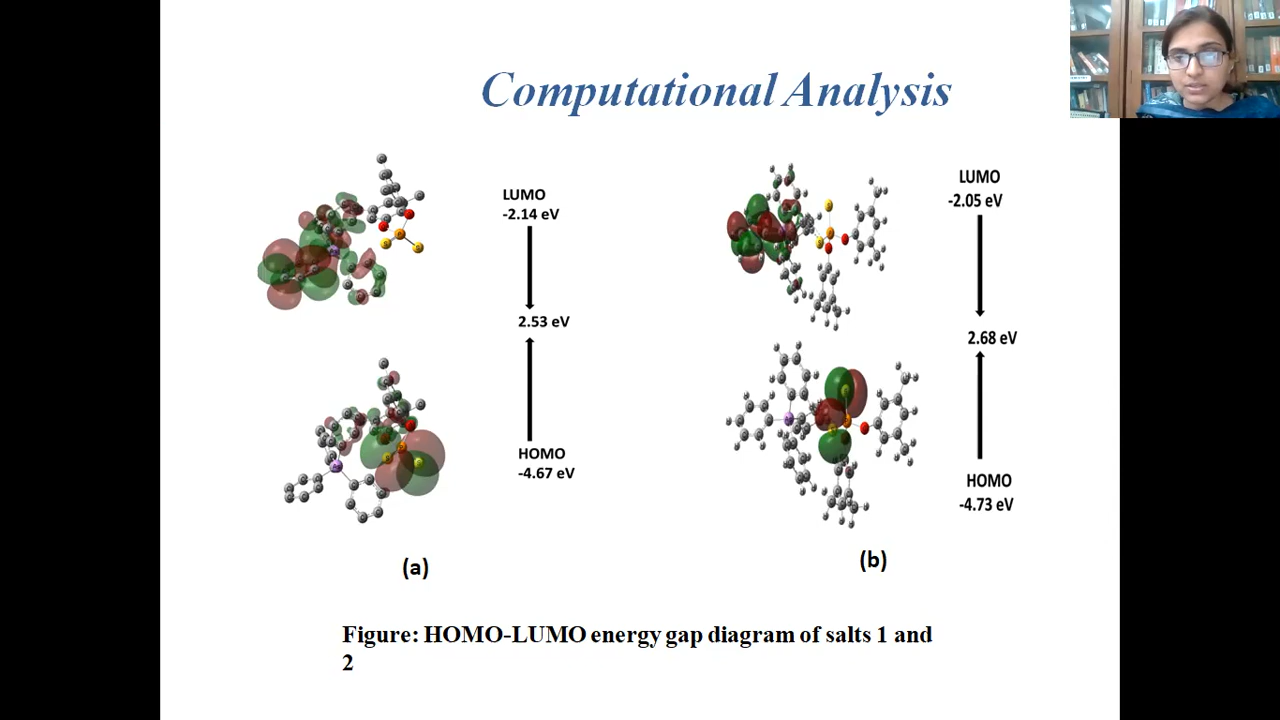 Computational Analysis
LUMO
-2.14 eV
2.53 eV
HOMO
-4.67 eV
(a)
LUMO
-2.05 eV
2.68 eV
HOMO
-4.73 eV
(b)
Figure: HOMO-LUMO energy gap diagram of salts 1 and
2